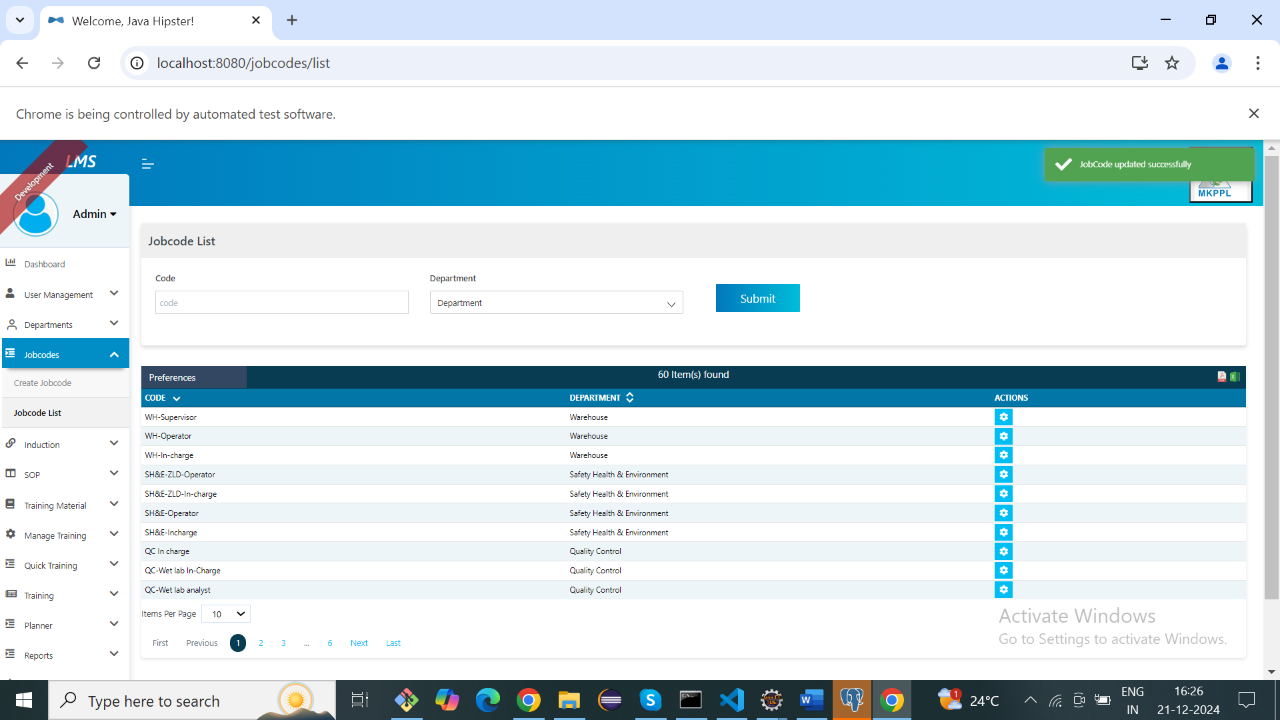 Welcome, Java Hipster!
localhost:8080/jobcodes/list
Chrome is being controlled by automated test software.
Development
LMS
JobCode updated successfully
MKPPL
Admin
Dashboard
User Management
Departments
Jobcodes
Create Jobcode
Jobcode List
Induction
SOP
Training Material
Manage Training
Quick Training
Training
Planner
Reports
Jobcode List
Code
Department
code
Department
Submit
Preferences
60 Item(s) found
CODE DEPARTMENT ACTIONS
WH-Supervisor Warehouse
WH-Operator Warehouse
WH-In-charge Warehouse
SH&E-ZLD-Operator Safety Health & Environment
SH&E-ZLD-In-charge Safety Health & Environment
SH&E-Operator Safety Health & Environment
SH&E-Incharge Safety Health & Environment
QC In charge Quality Control
QC-Wet lab In-Charge Quality Control
QC-Wet lab analyst Quality Control
Items Per Page 10
First Previous 1 2 3 ... 6 Next Last
Activate Windows
Go to Settings to activate Windows.
Type here to search
1
24°C
ENG
IN
16:26
21-12-2024